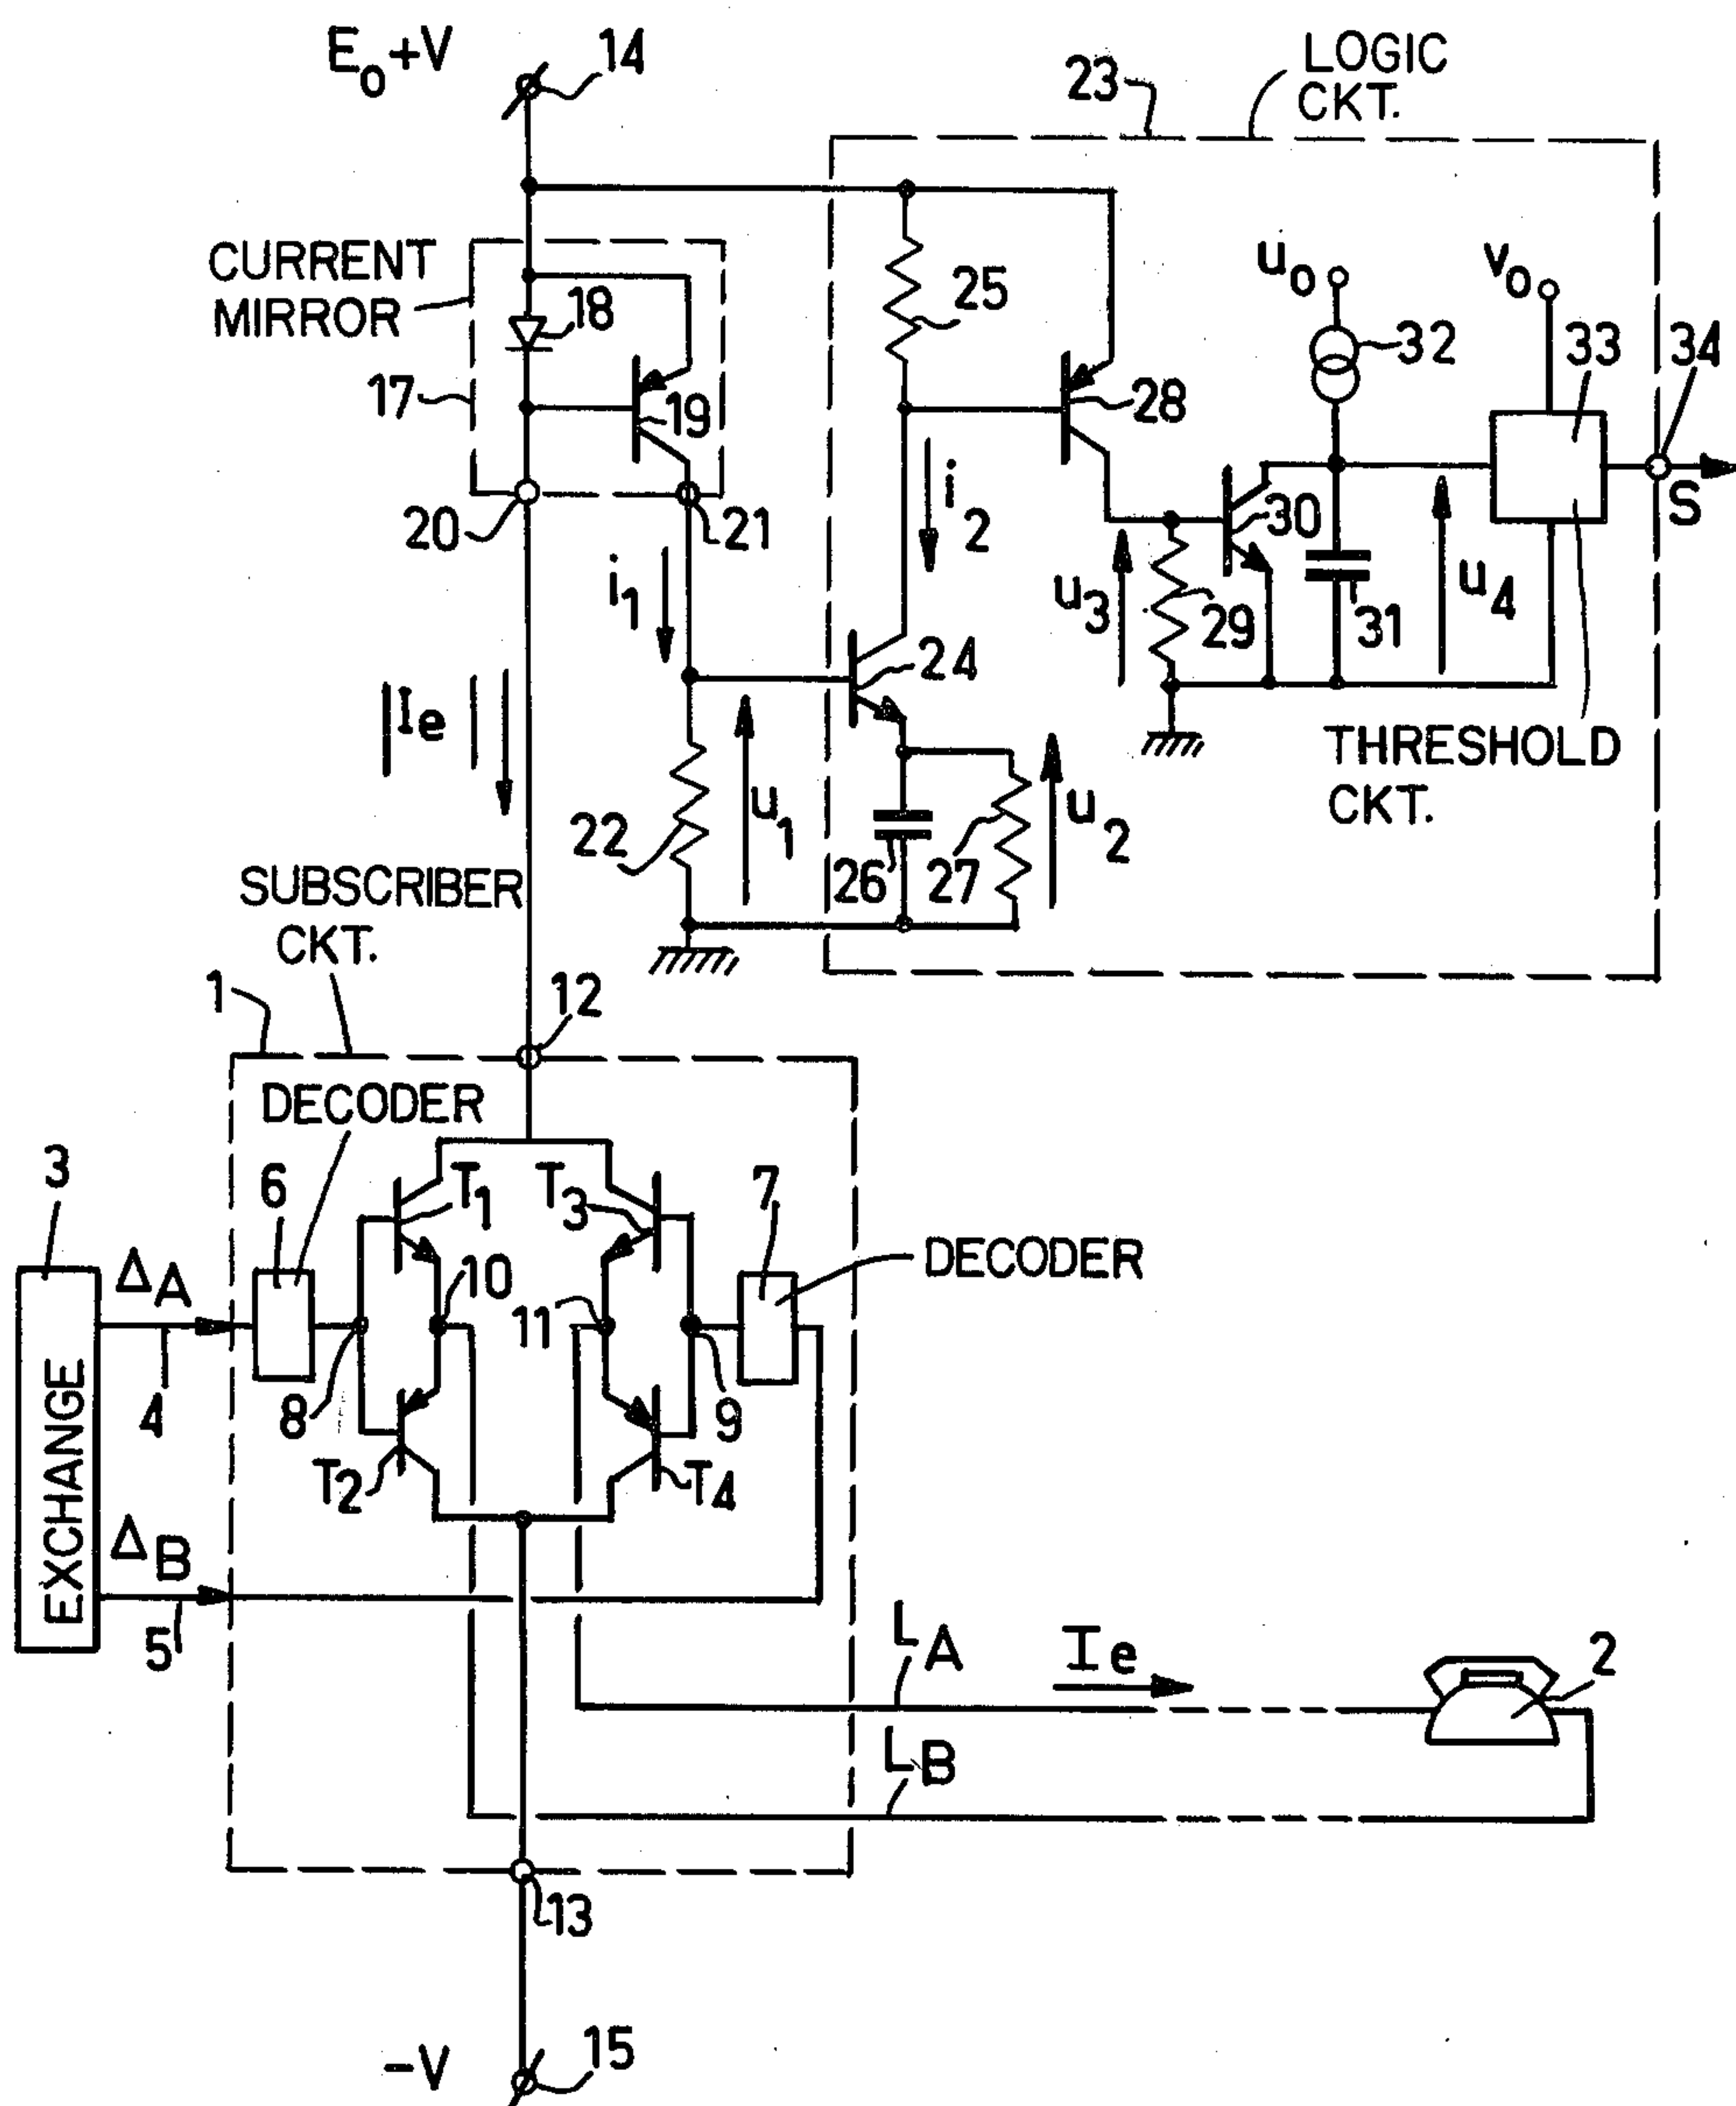 E₀+V
14
23
LOGIC
CKT.
CURRENT
MIRROR
18
17
19
20
21
25
28
u₀
32
v₀
33
34
S
i₁
i₂
u₃
29
30
31
u₄
THRESHOLD
CKT.
|Ie|
22
u₁
24
26
27
u₂
SUBSCRIBER
CKT.
1
12
DECODER
3
6
T₁
T₃
7
DECODER
ΔA
4
8
10
11
9
T₂
T₄
EXCHANGE
ΔB
5
LA
Ie
2
LB
13
-V
15